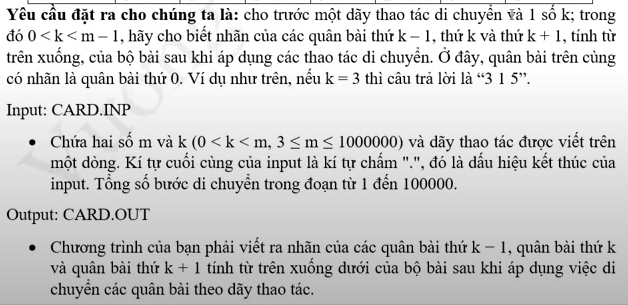 Yêu cầu đặt ra cho chúng ta là: cho trước một dãy thao tác di chuyển và 1 số k; trong
đó 0 < k < m − 1, hãy cho biết nhãn của các quân bài thứ k − 1, thứ k và thứ k + 1, tính từ
trên xuống, của bộ bài sau khi áp dụng các thao tác di chuyển. Ở đây, quân bài trên cùng
có nhãn là quân bài thứ 0. Ví dụ như trên, nếu k = 3 thì câu trả lời là “3 1 5”.
Input: CARD.INP
• Chứa hai số m và k (0 < k < m, 3 ≤ m ≤ 1000000) và dãy thao tác được viết trên
một dòng. Kí tự cuối cùng của input là kí tự chấm ".", đó là dấu hiệu kết thúc của
input. Tổng số bước di chuyển trong đoạn từ 1 đến 100000.
Output: CARD.OUT
• Chương trình của bạn phải viết ra nhãn của các quân bài thứ k − 1, quân bài thứ k
và quân bài thứ k + 1 tính từ trên xuống dưới của bộ bài sau khi áp dụng việc di
chuyển các quân bài theo dãy thao tác.